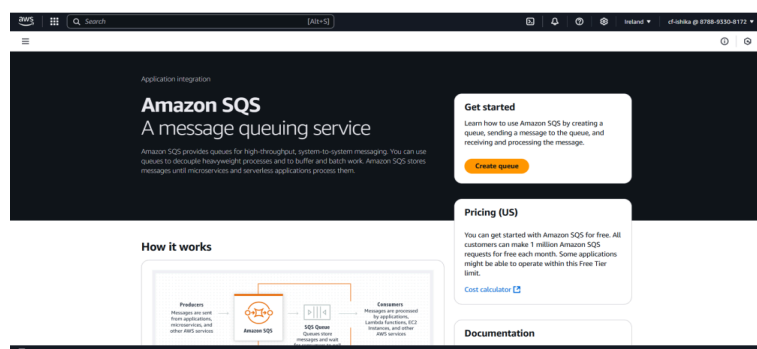 aws
Search
[Alt+S]
Ireland ▼
cf-ishika @ 8788-9330-8172 ▼
Application integration
Amazon SQS
A message queuing service
Amazon SQS provides queues for high-throughput, system-to-system messaging. You can use
queues to decouple heavyweight processes and to buffer and batch work. Amazon SQS stores
messages until microservices and serverless applications process them.
Get started
Learn how to use Amazon SQS by creating a
queue, sending a message to the queue, and
receiving and processing the message.
Create queue
Pricing (US)
You can get started with Amazon SQS for free. All
customers can make 1 million Amazon SQS
requests for free each month. Some applications
might be able to operate within this Free Tier
limit.
Cost calculator
How it works
Producers
Messages are sent
from applications,
microservices, and
other AWS services
Amazon SQS
SQS Queue
Queues store
messages and wait
Consumers
Messages are processed
by applications,
Lambda functions, EC2
instances, and other
AWS services
Documentation